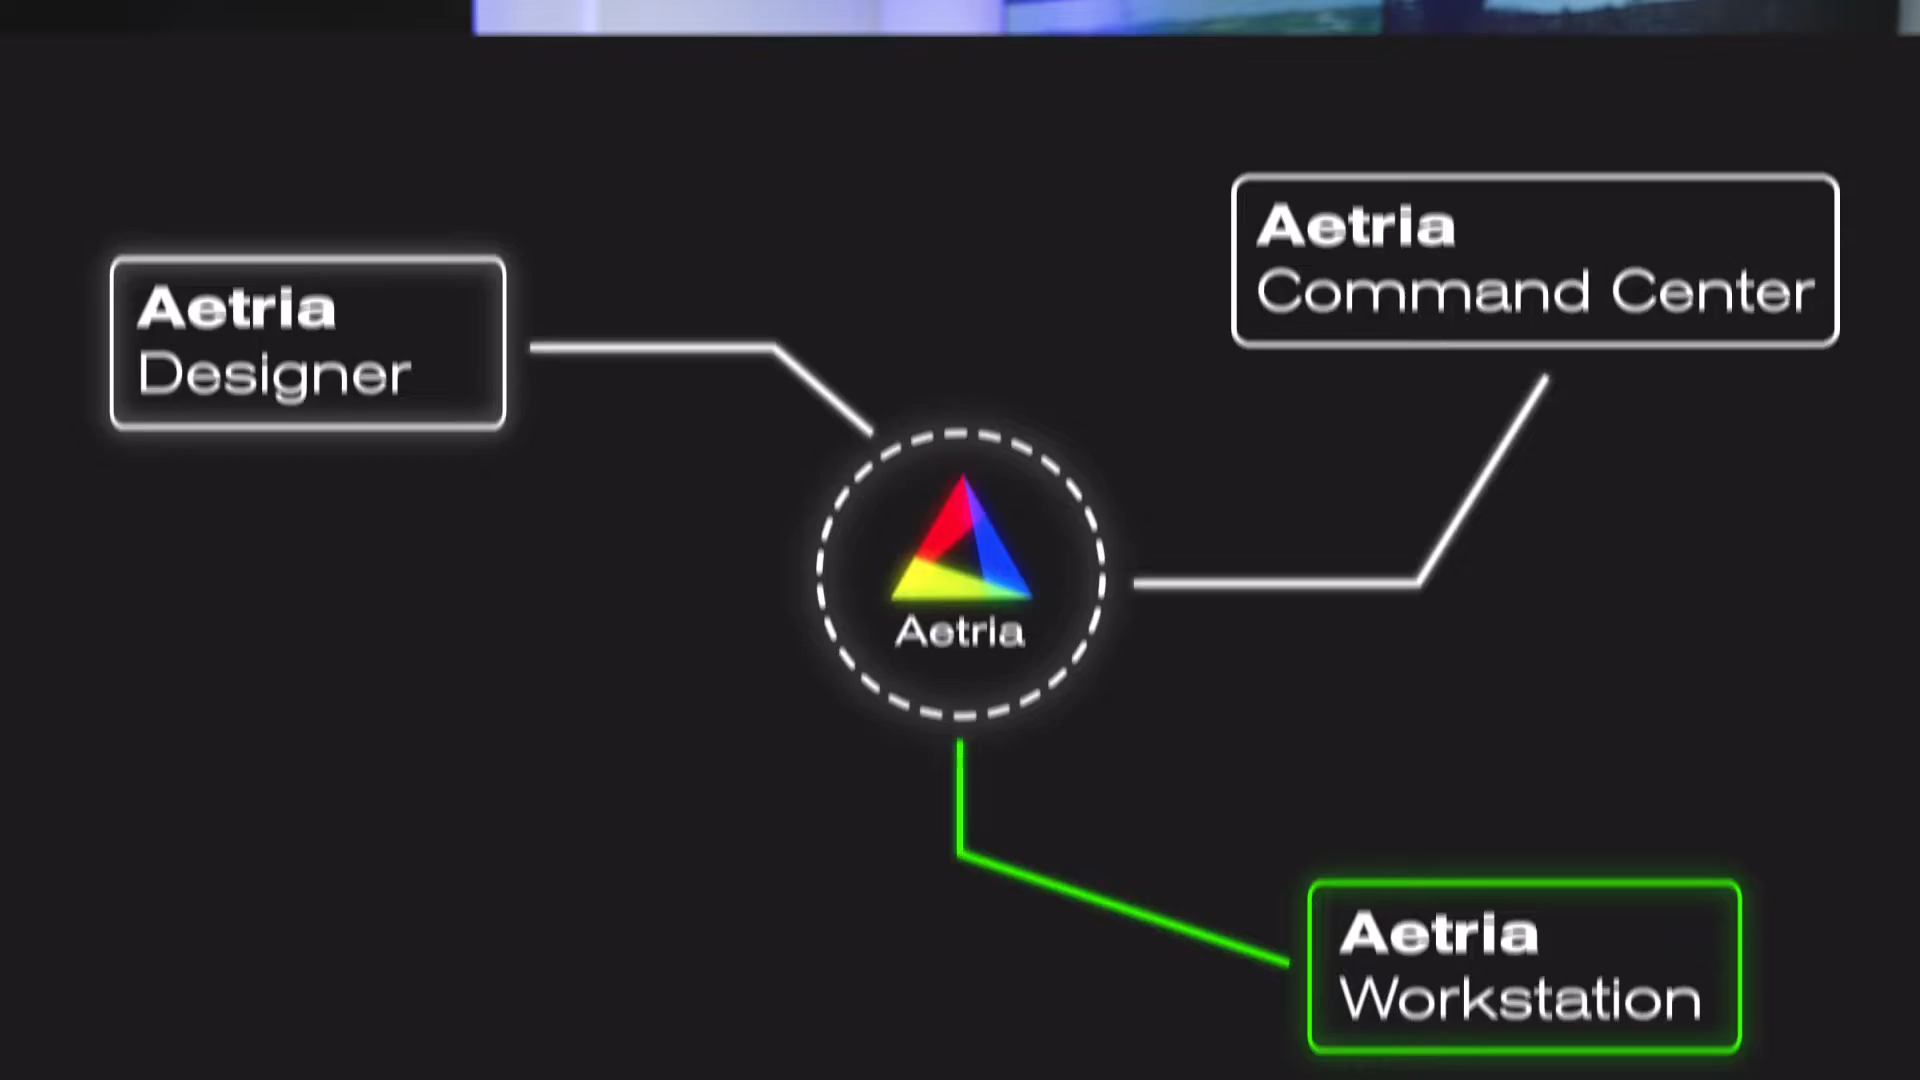 Aetria
Designer
Aetria
Command Center
Aetria
Aetria
Workstation